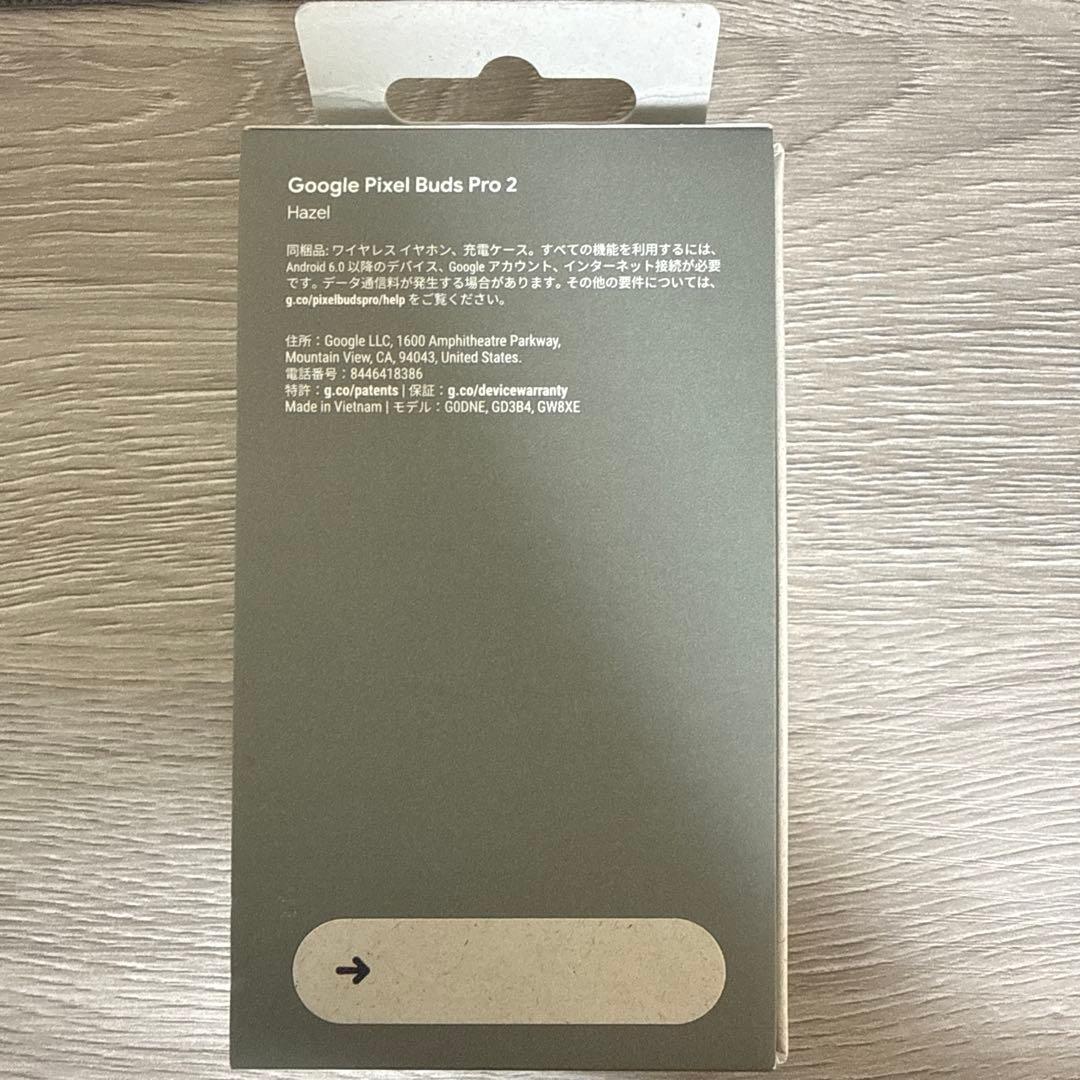 Google Pixel Buds Pro 2
Hazel
同梱品: ワイヤレス イヤホン、充電ケース。すべての機能を利用するには、
Android 6.0 以降のデバイス、Google アカウント、インターネット接続が必要
です。データ通信料が発生する場合があります。その他の要件については、
g.co/pixelbudspro/help をご覧ください。
住所：Google LLC, 1600 Amphitheatre Parkway,
Mountain View, CA, 94043, United States.
電話番号：8446418386
特許：g.co/patents | 保証：g.co/devicewarranty
Made in Vietnam | モデル：G0DNE, GD3B4, GW8XE